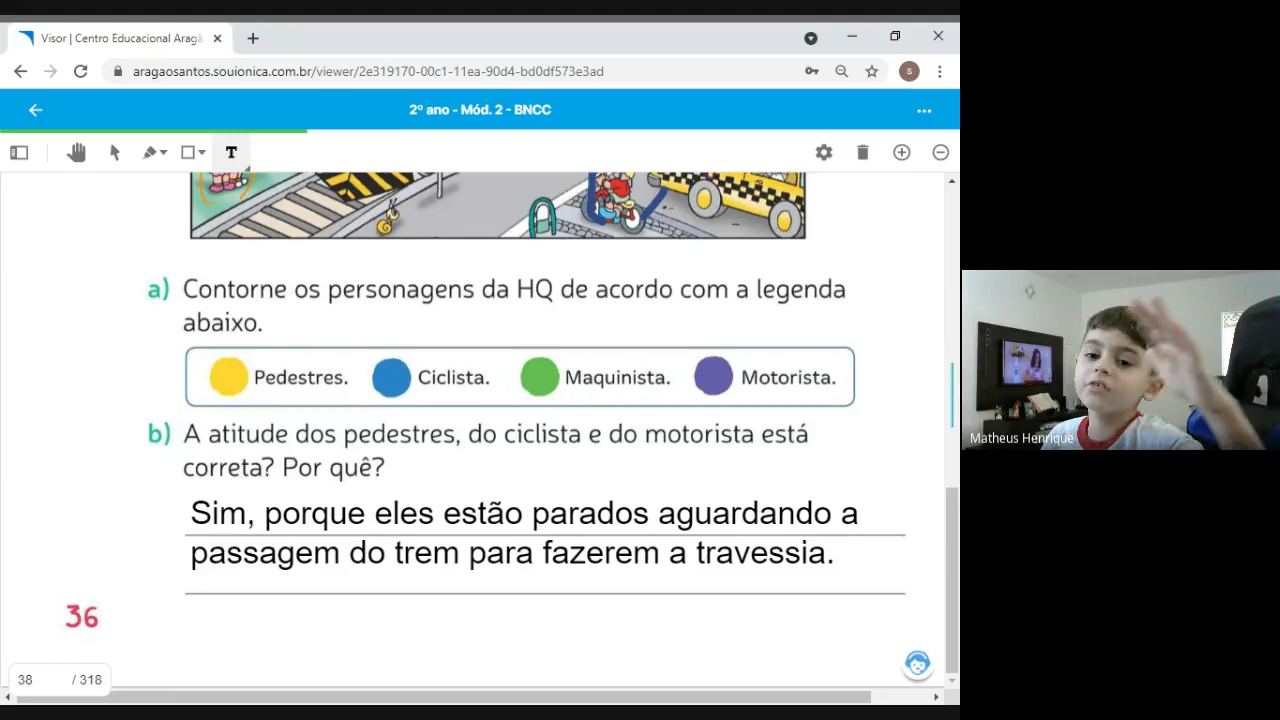 Visor | Centro Educacional Aragã
aragaosantos.souionica.com.br/viewer/2e319170-00c1-11ea-90d4-bd0df573e3ad
S
2º ano - Mód. 2 - BNCC
T
a) Contorne os personagens da HQ de acordo com a legenda
abaixo.
Pedestres. Ciclista. Maquinista. Motorista.
b) A atitude dos pedestres, do ciclista e do motorista está
correta? Por quê?
Sim, porque eles estão parados aguardando a
passagem do trem para fazerem a travessia.
36
38 / 318
Matheus Henrique